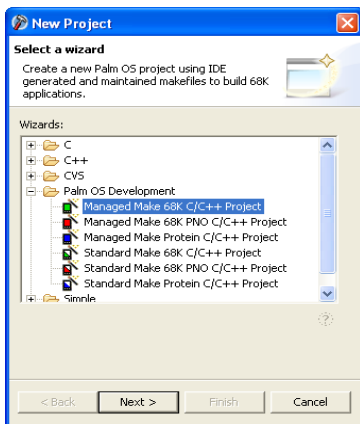 New Project
Select a wizard
Create a new Palm OS project using IDE
generated and maintained makefiles to build 68K
applications.
Wizards:
C
C++
CVS
Palm OS Development
Managed Make 68K C/C++ Project
Managed Make 68K PNO C/C++ Project
Managed Make Protein C/C++ Project
Standard Make 68K C/C++ Project
Standard Make 68K PNO C/C++ Project
Standard Make Protein C/C++ Project
Simple
< Back Next > Finish Cancel